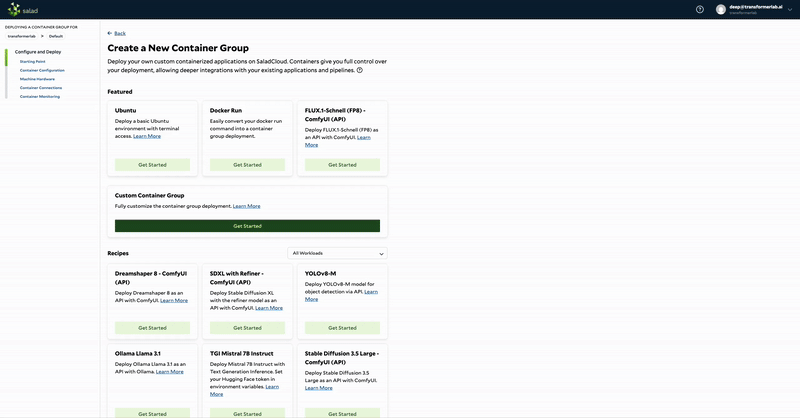 salad
deep@transformerlab.ai
transformerlab
DEPLOYING A CONTAINER GROUP FOR
transformerlab > Default
Configure and Deploy
Starting Point
Container Configuration
Machine Hardware
Container Connections
Container Monitoring
← Back
Create a New Container Group
Deploy your own custom containerized applications on SaladCloud. Containers give you full control over
your deployment, allowing deeper integrations with your existing applications and pipelines. ?
Featured
Ubuntu
Deploy a basic Ubuntu
environment with terminal
access. Learn More
Get Started
Docker Run
Easily convert your docker run
command into a container
group deployment.
Get Started
FLUX.1-Schnell (FP8) -
ComfyUI (API)
Deploy FLUX.1-Schnell (FP8) as
an API with ComfyUI. Learn
More
Get Started
Custom Container Group
Fully customize the container group deployment. Learn More
Get Started
Recipes
All Workloads
Dreamshaper 8 - ComfyUI
(API)
Deploy Dreamshaper 8 as an
API with ComfyUI. Learn More
Get Started
SDXL with Refiner -
ComfyUI (API)
Deploy Stable Diffusion XL
with the refiner model as an
API with ComfyUI. Learn More
Get Started
YOLOv8-M
Deploy YOLOv8-M model for
object detection via API. Learn
More
Get Started
Ollama Llama 3.1
Deploy Ollama Llama 3.1 as an
API with Ollama. Learn More
Get Started
TGI Mistral 7B Instruct
Deploy Mistral 7B Instruct with
Text Generation Inference. Set
your Hugging Face token in
environment variables. Learn
More
Get Started
Stable Diffusion 3.5 Large -
ComfyUI (API)
Deploy Stable Diffusion 3.5
Large as an API with ComfyUI.
Learn More
Get Started